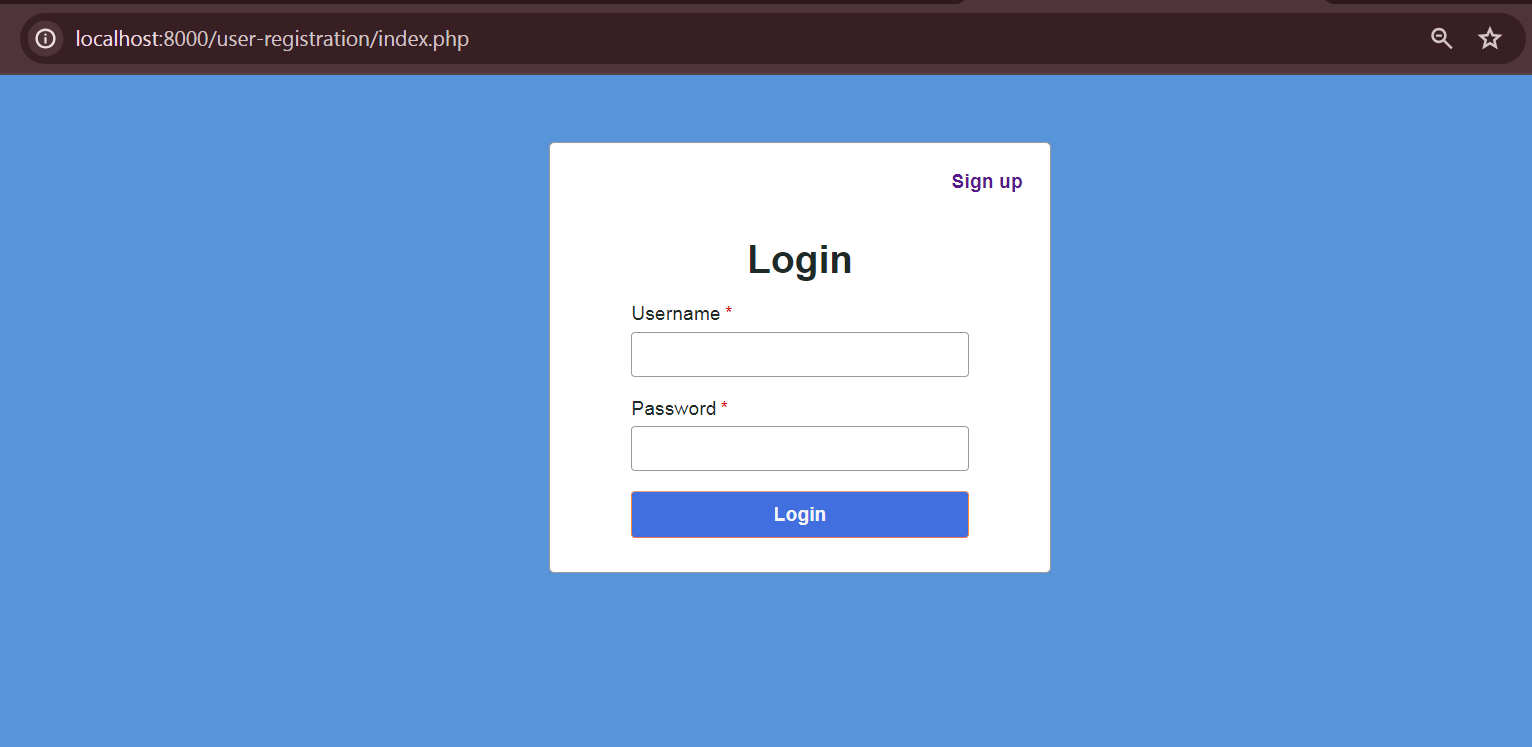 localhost:8000/user-registration/index.php
Sign up
Login
Username *
Password *
Login